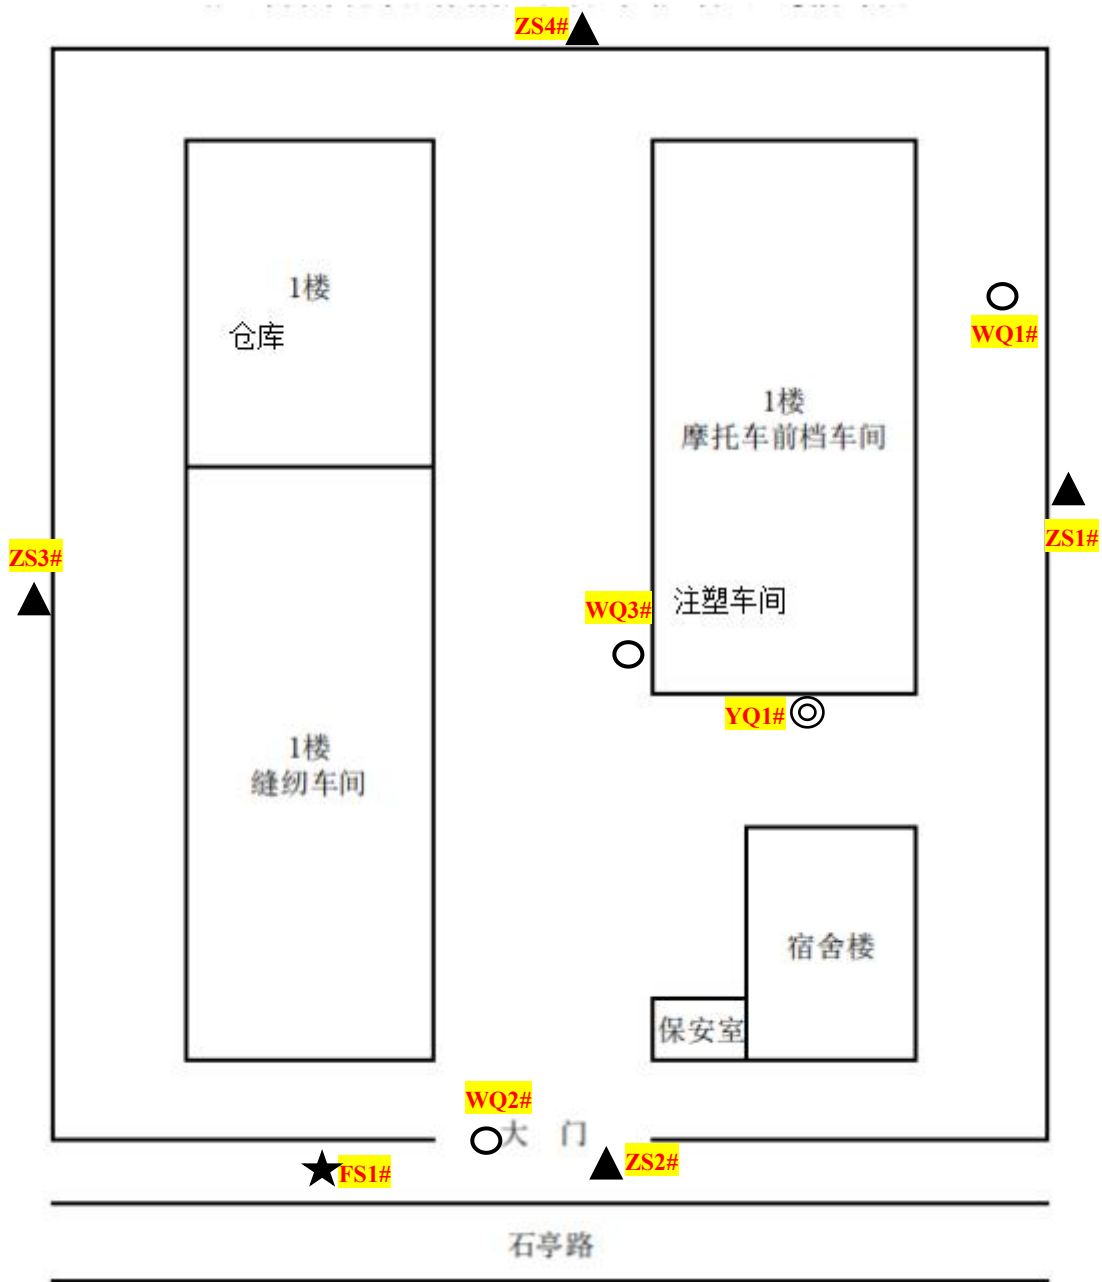 ZS4#
1楼
仓库
WQ1#
1楼
摩托车前档车间
ZS1#
ZS3#
WQ3#
注塑车间
YQ1#
1楼
缝纫车间
宿舍楼
保安室
WQ2#
大 门
FS1#
ZS2#
石亭路